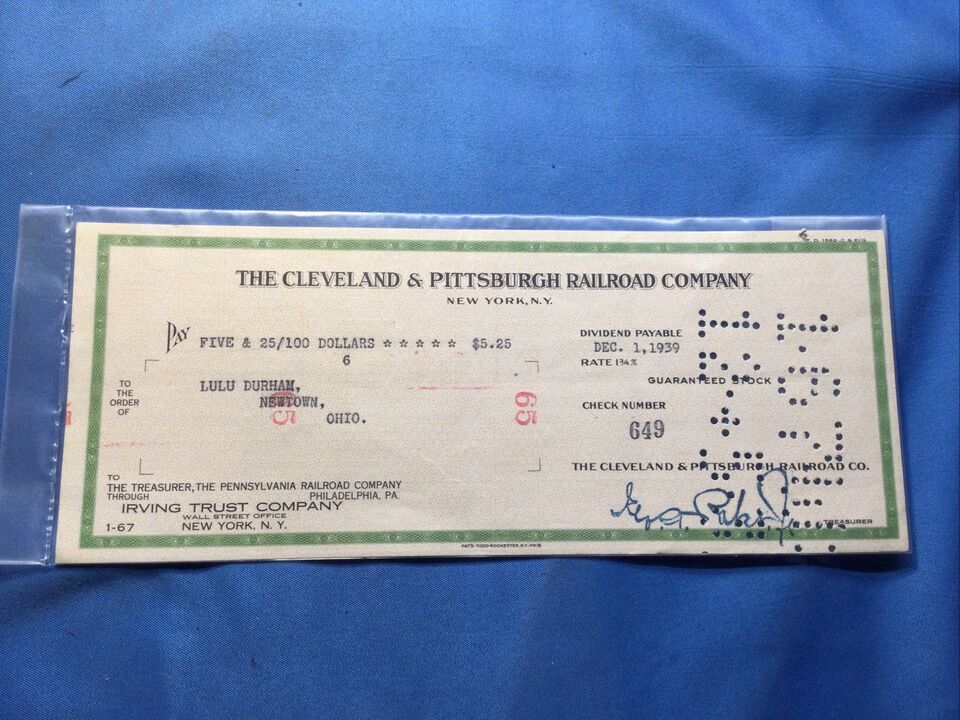 THE CLEVELAND & PITTSBURGH RAILROAD COMPANY
NEW YORK, N.Y.
PAY FIVE & 25/100 DOLLARS ☆☆☆☆☆ $5.25
6
TO THE ORDER OF
LULU DURHAM,
NEWTOWN,
OHIO.
59
DIVIDEND PAYABLE
DEC. 1,1939
RATE 1¾%
GUARANTEED STOCK
CHECK NUMBER
649
THE CLEVELAND & PITTSBURGH RAILROAD CO.
TREASURER
TO
THE TREASURER, THE PENNSYLVANIA RAILROAD COMPANY
THROUGH PHILADELPHIA, PA.
IRVING TRUST COMPANY
WALL STREET OFFICE
1-67 NEW YORK, N. Y.